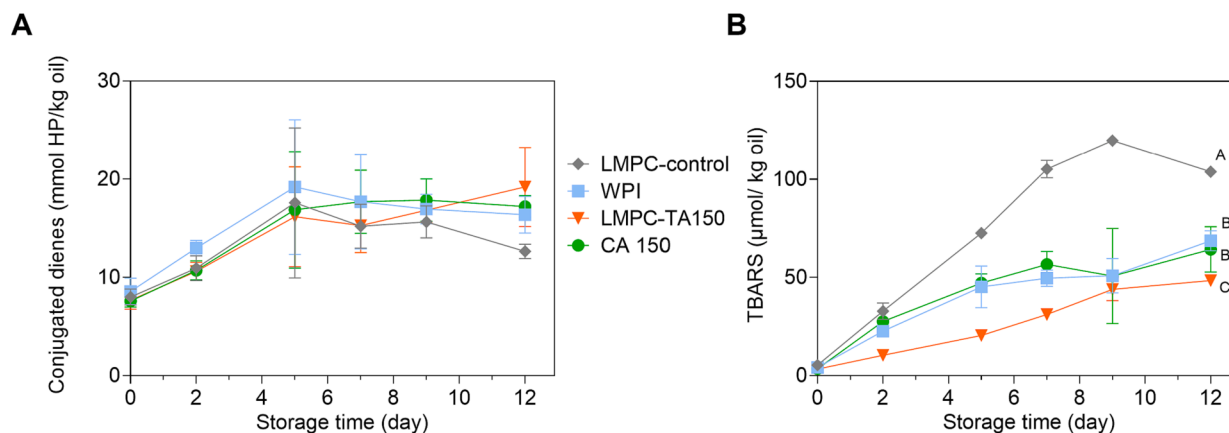 A
Conjugated dienes (mmol HP/kg oil)
30
20
10
0
0 2 4 6 8 10 12
Storage time (day)
LMPC-control
WPI
LMPC-TA150
CA 150
B
TBARS (μmol/ kg oil)
150
100
50
0
0 2 4 6 8 10 12
Storage time (day)
A
B
B
C